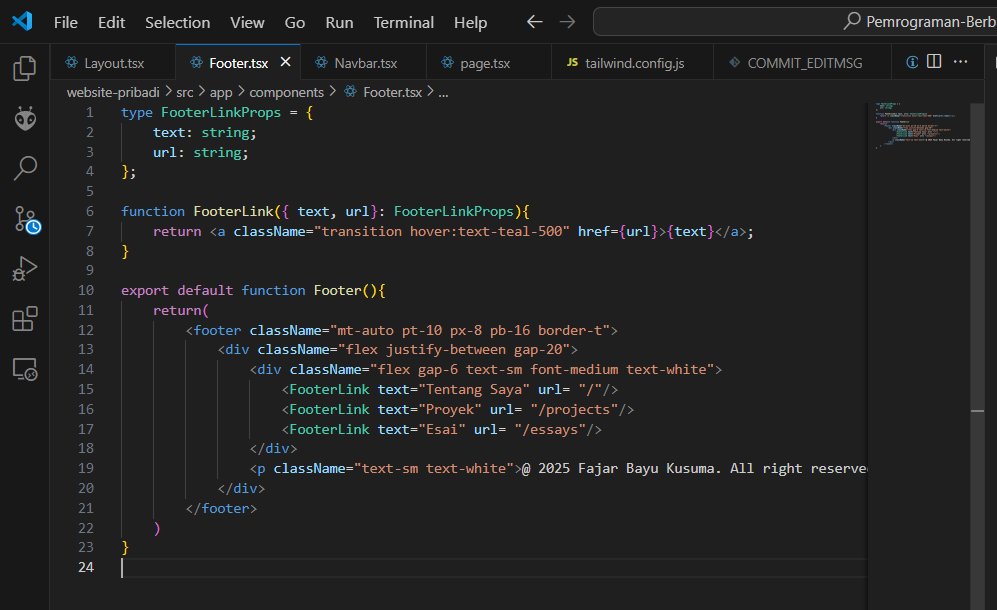 File Edit Selection View Go Run Terminal Help Pemrograman-Berb
Layout.tsx Footer.tsx Navbar.tsx page.tsx JS tailwind.config.js COMMIT_EDITMSG
website-pribadi > src > app > components > Footer.tsx > ...
1 type FooterLinkProps = {
2 text: string;
3 url: string;
4 };
5
6 function FooterLink({ text, url}: FooterLinkProps){
7 return <a className="transition hover:text-teal-500" href={url}>{text}</a>;
8 }
9
10 export default function Footer(){
11 return(
12 <footer className="mt-auto pt-10 px-8 pb-16 border-t">
13 <div className="flex justify-between gap-20">
14 <div className="flex gap-6 text-sm font-medium text-white">
15 <FooterLink text="Tentang Saya" url= "/"/>
16 <FooterLink text="Proyek" url= "/projects"/>
17 <FooterLink text="Esai" url= "/essays"/>
18 </div>
19 <p className="text-sm text-white">@ 2025 Fajar Bayu Kusuma. All right reserve
20 </div>
21 </footer>
22 )
23 }
24